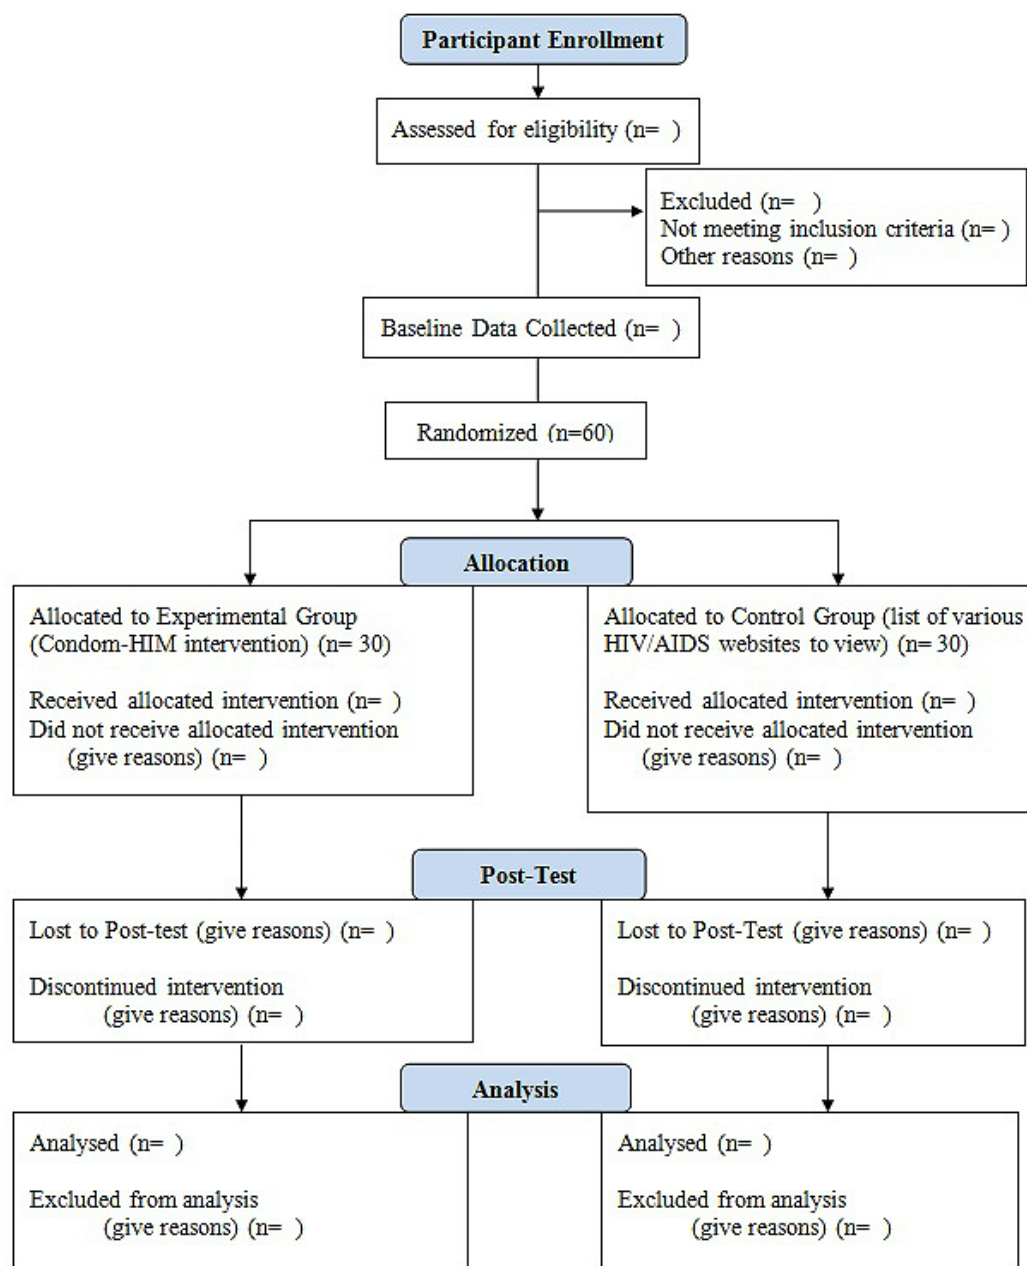 Participant Enrollment
Assessed for eligibility (n= )
Excluded (n= )
Not meeting inclusion criteria (n= )
Other reasons (n= )
Baseline Data Collected (n= )
Randomized (n=60)
Allocation
Allocated to Experimental Group
(Condom-HIM intervention) (n= 30)
Received allocated intervention (n= )
Did not receive allocated intervention
(give reasons) (n= )
Allocated to Control Group (list of various
HIV/AIDS websites to view) (n= 30)
Received allocated intervention (n= )
Did not receive allocated intervention
(give reasons) (n= )
Post-Test
Lost to Post-test (give reasons) (n= )
Discontinued intervention
(give reasons) (n= )
Lost to Post-Test (give reasons) (n= )
Discontinued intervention
(give reasons) (n= )
Analysis
Analysed (n= )
Excluded from analysis
(give reasons) (n= )
Analysed (n= )
Excluded from analysis
(give reasons) (n= )